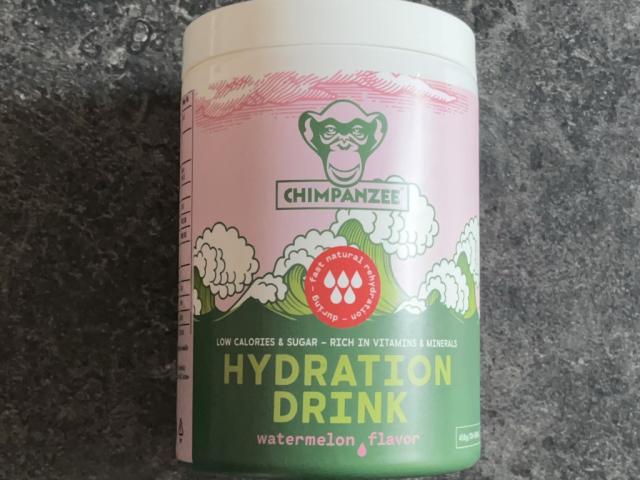 CHIMPANZEE
fast natural rehydration - during -
LOW CALORIES & SUGAR – RICH IN VITAMINS & MINERALS
HYDRATION
DRINK
watermelon flavor